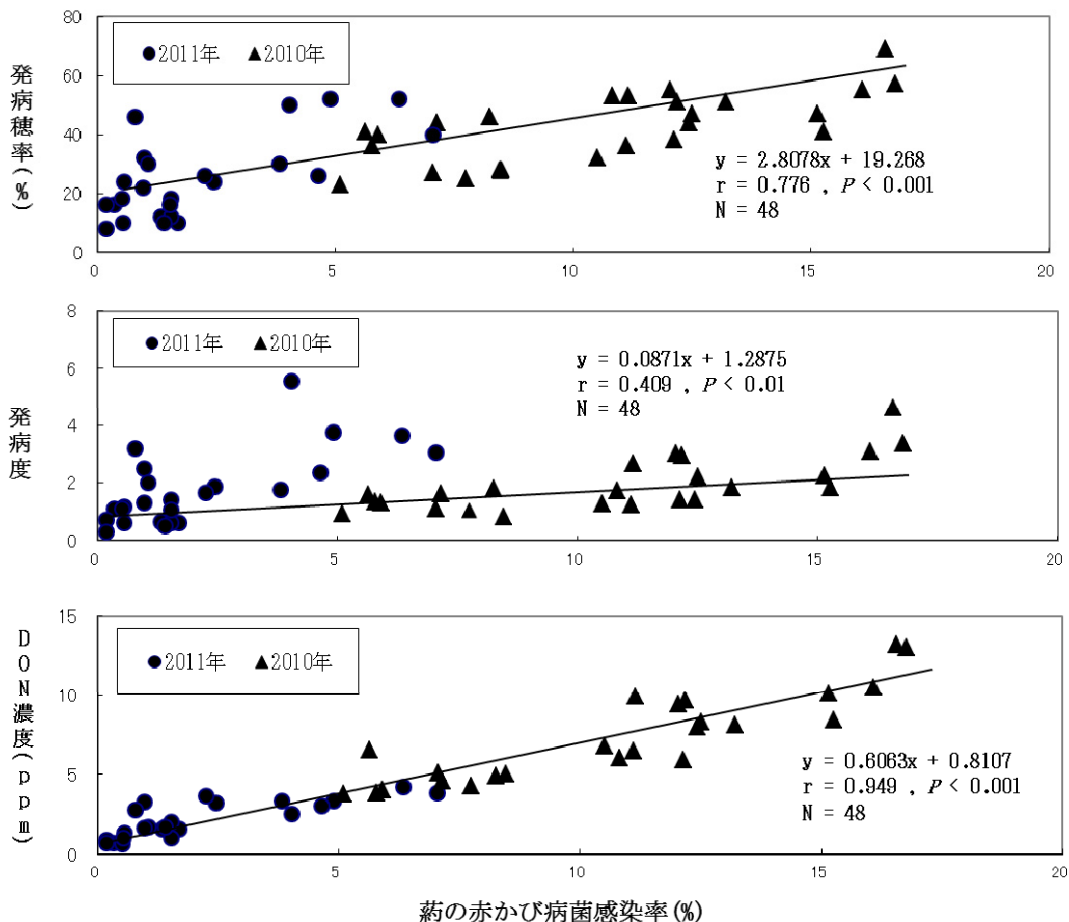 80
60
40
20
0
発病穂率(%)
●2011年 ▲2010年
y = 2.8078x + 19.268
r = 0.776 , P < 0.001
N = 48
0 5 10 15 20
8
6
4
2
0
発病度
●2011年 ▲2010年
y = 0.0871x + 1.2875
r = 0.409 , P < 0.01
N = 48
0 5 10 15 20
15
10
5
0
DON濃度(ppm)
●2011年 ▲2010年
y = 0.6063x + 0.8107
r = 0.949 , P < 0.001
N = 48
0 5 10 15 20
葯の赤かび病菌感染率(%)